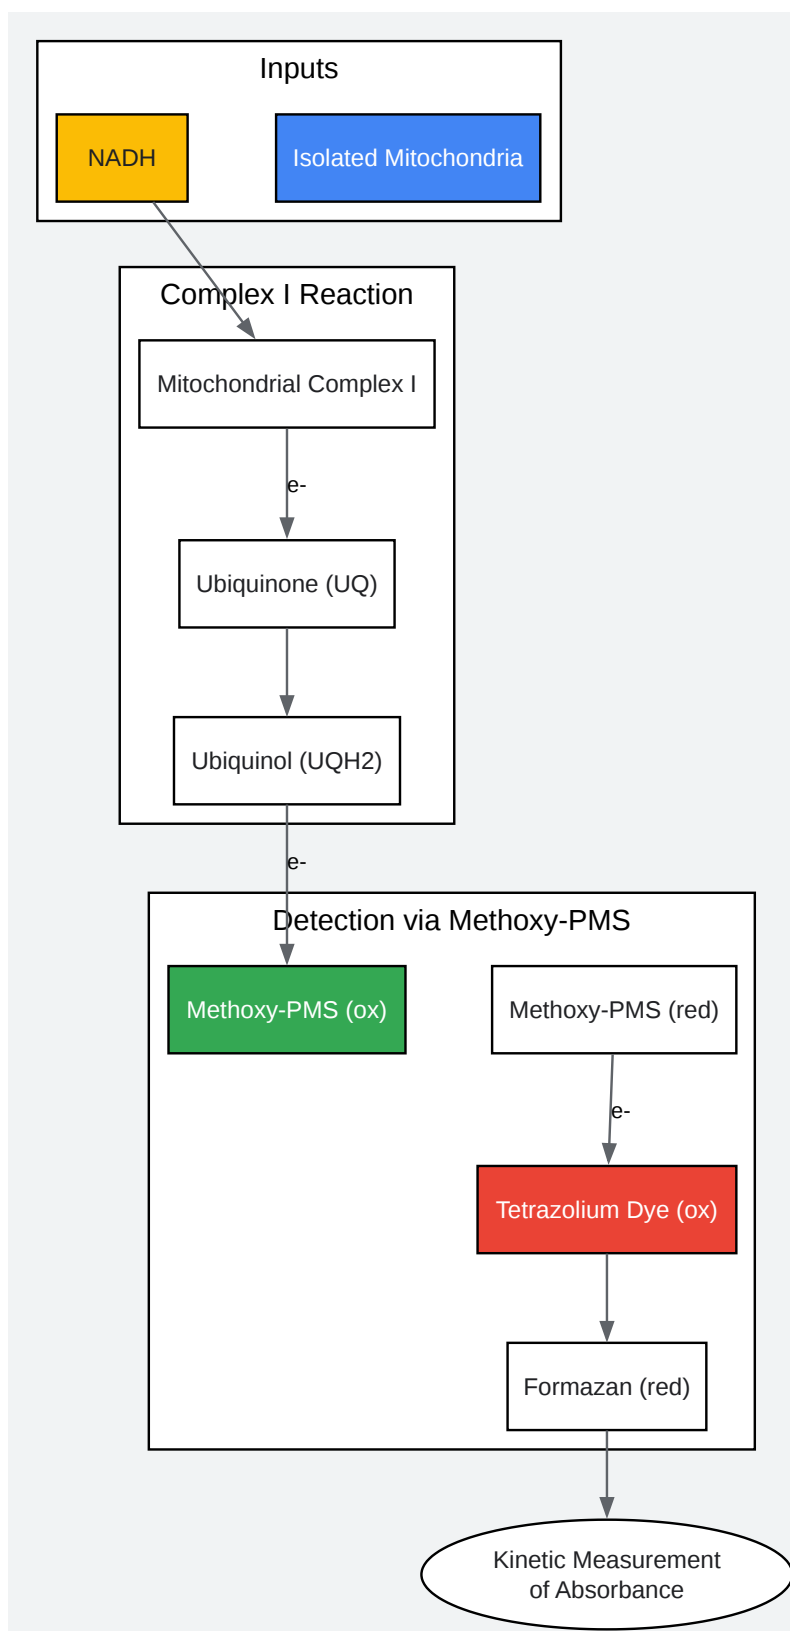 Inputs
NADH
Isolated Mitochondria
Complex I Reaction
Mitochondrial Complex I
e-
Ubiquinone (UQ)
Ubiquinol (UQH2)
e-
Detection via Methoxy-PMS
Methoxy-PMS (ox)
Methoxy-PMS (red)
e-
Tetrazolium Dye (ox)
Formazan (red)
Kinetic Measurement
of Absorbance